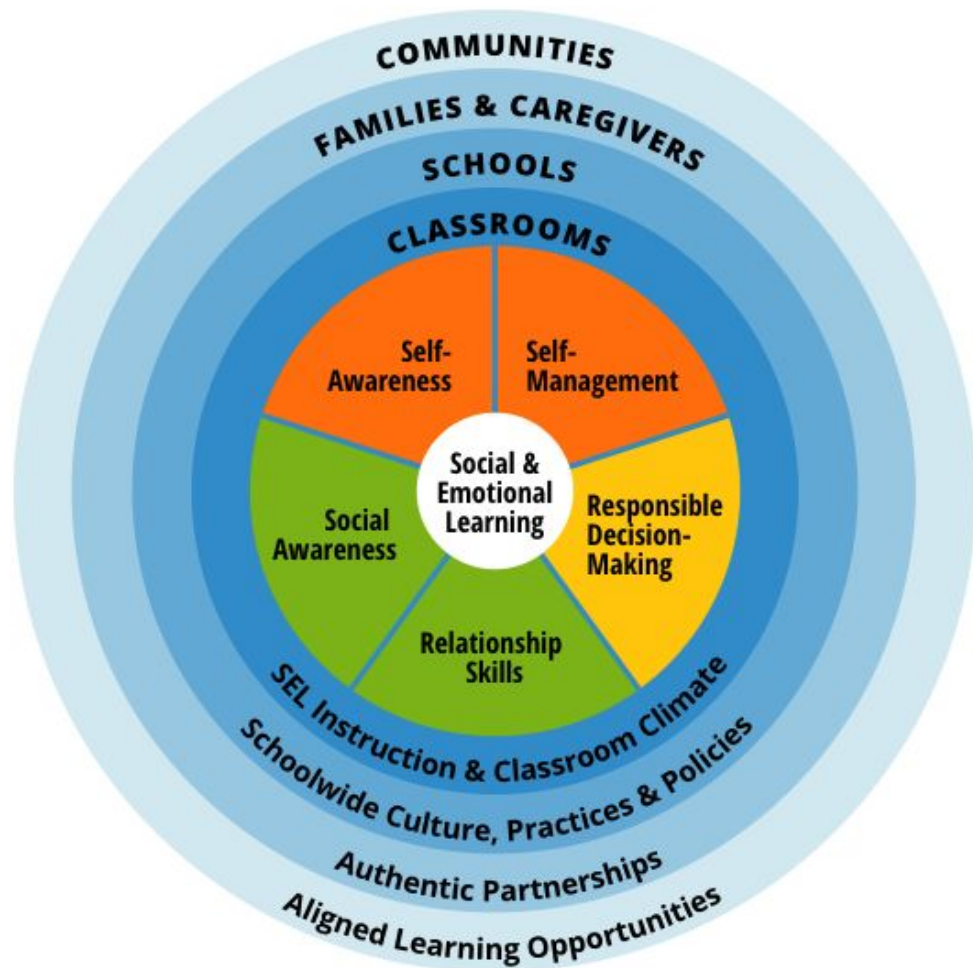 COMMUNITIES
FAMILIES & CAREGIVERS
SCHOOLS
CLASSROOMS
Self-
Awareness
Self-
Management
Social &
Emotional
Learning
Social
Awareness
Responsible
Decision-
Making
Relationship
Skills
SEL Instruction & Classroom Climate
Schoolwide Culture, Practices & Policies
Authentic Partnerships
Aligned Learning Opportunities